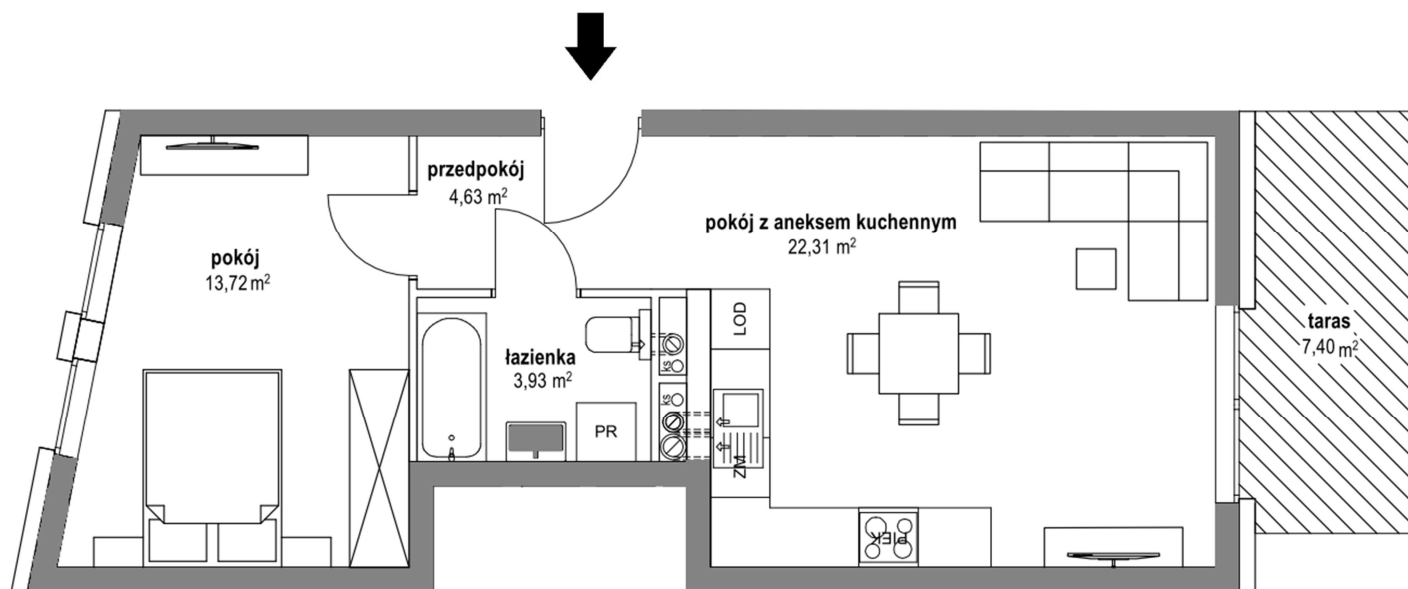 przedpokój
4,63 m²
pokój z aneksem kuchennym
22,31 m²
pokój
13,72 m²
łazienka
3,93 m²
taras
7,40 m²
LOD
ks
ks
PR
ZM
PIEK